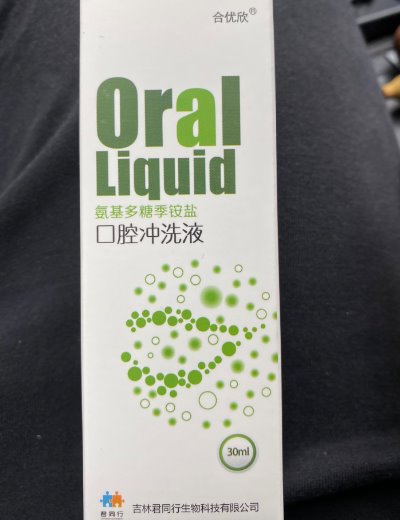 合优欣®
Oral
Liquid
氨基多糖季铵盐
口腔冲洗液
30ml
君同行
吉林君同行生物科技有限公司